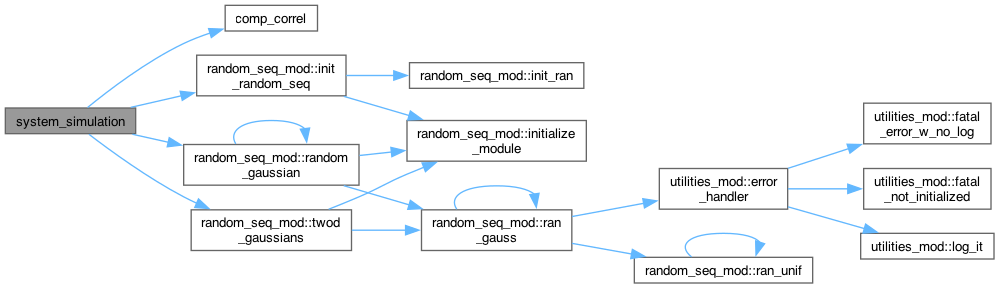 comp_correl
random_seq_mod::init
_random_seq
random_seq_mod::init_ran
system_simulation
random_seq_mod::initialize
_module
random_seq_mod::random
_gaussian
random_seq_mod::twod
_gaussians
random_seq_mod::ran
_gauss
utilities_mod::error
_handler
random_seq_mod::ran_unif
utilities_mod::fatal
_error_w_no_log
utilities_mod::fatal
_not_initialized
utilities_mod::log_it